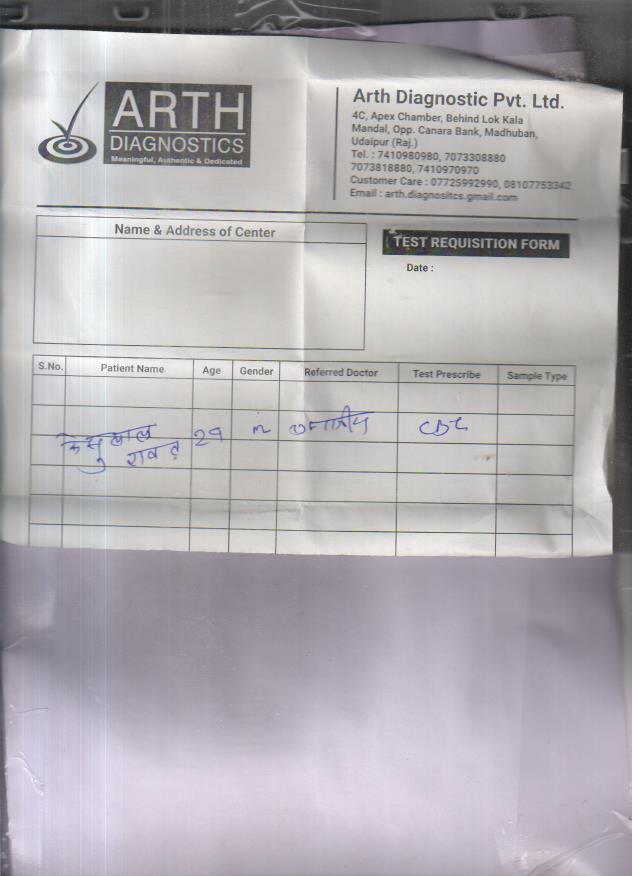 ARTH
DIAGNOSTICS
Meaningful, Authentic & Dedicated
Arth Diagnostic Pvt. Ltd.
4C, Apex Chamber, Behind Lok Kala
Mandal, Opp. Canara Bank, Madhuban,
Udaipur (Raj.)
Tel. : 7410980980, 7073308880
7073818880, 7410970970
Customer Care : 07725992990, 08107753342
Email : arth.diagnositcs.gmail.com
Name & Address of Center
TEST REQUISITION FORM
Date :
S.No. Patient Name Age Gender Referred Doctor Test Prescribe Sample Type
लाल 29 m CBC
रावत